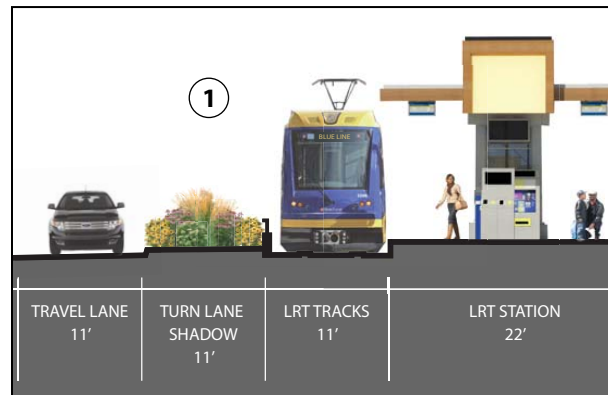 1
BLUE LINE
TRAVEL LANE
11′
TURN LANE
SHADOW
11′
LRT TRACKS
11′
LRT STATION
22′